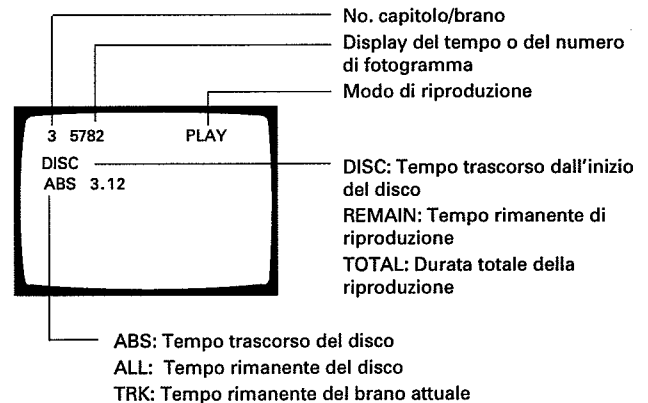 No. capitolo/brano
Display del tempo o del numero
di fotogramma
Modo di riproduzione
3 5782 PLAY
DISC
ABS 3.12
DISC: Tempo trascorso dall'inizio
del disco
REMAIN: Tempo rimanente di
riproduzione
TOTAL: Durata totale della
riproduzione
ABS: Tempo trascorso del disco
ALL: Tempo rimanente del disco
TRK: Tempo rimanente del brano attuale